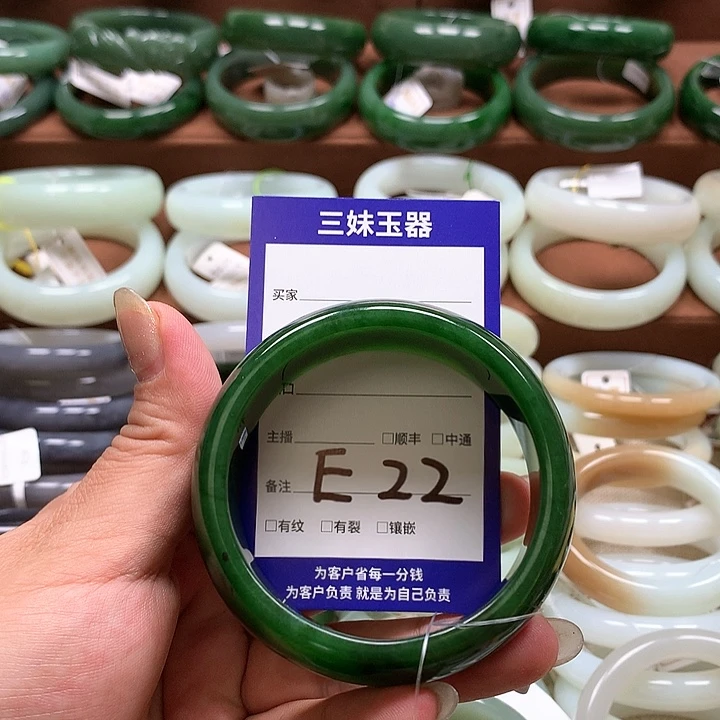 三妹玉器
买家
口
主播 □顺丰 □中通
备注 E 22
□有纹 □有裂 □镶嵌
为客户省每一分钱
为客户负责 就是为自己负责